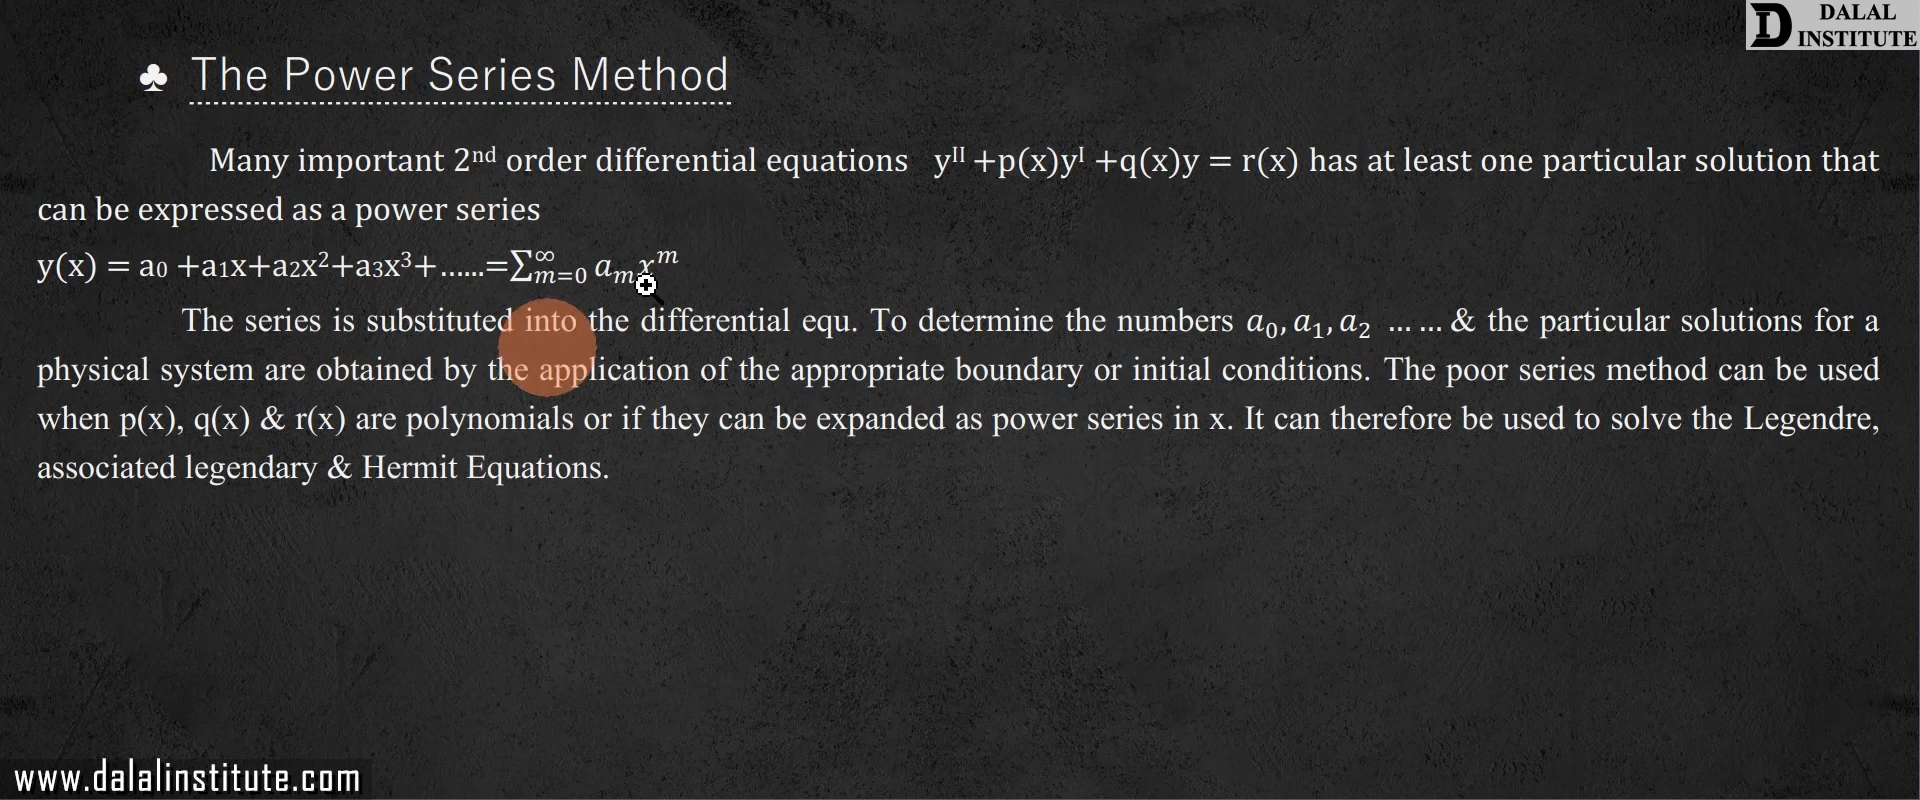 DALAL
INSTITUTE
♣ The Power Series Method
Many important 2ⁿᵈ order differential equations yᴵᴵ +p(x)yᴵ +q(x)y = r(x) has at least one particular solution that
can be expressed as a power series
y(x) = a₀ +a₁x+a₂x²+a₃x³+......=∑_{m=0}^{∞} a_m x^m
The series is substituted into the differential equ. To determine the numbers a₀, a₁, a₂ ... ... & the particular solutions for a
physical system are obtained by the application of the appropriate boundary or initial conditions. The poor series method can be used
when p(x), q(x) & r(x) are polynomials or if they can be expanded as power series in x. It can therefore be used to solve the Legendre,
associated legendary & Hermit Equations.
www.dalalinstitute.com